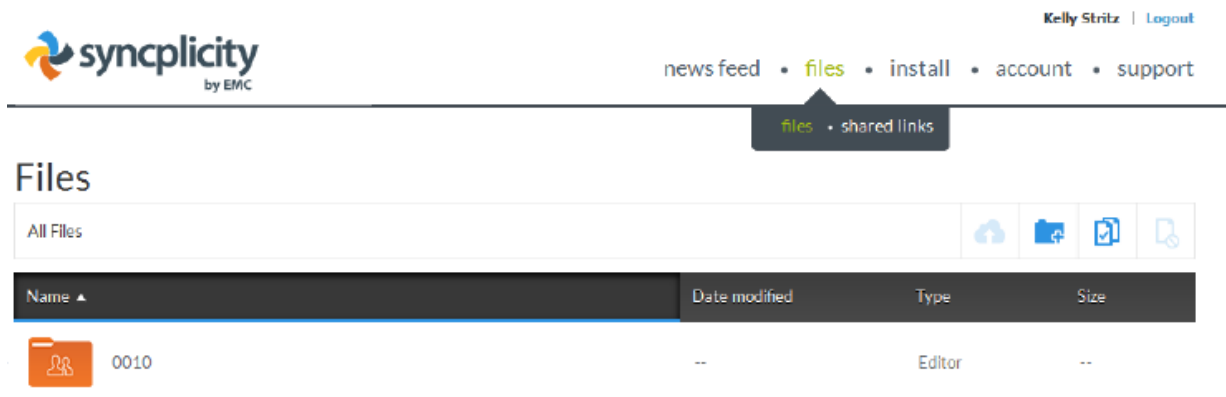 Kelly Stritz | Logout
syncplicity
by EMC
news feed • files • install • account • support
files • shared links
Files
All Files
Name ▲ Date modified Type Size
0010 -- Editor --